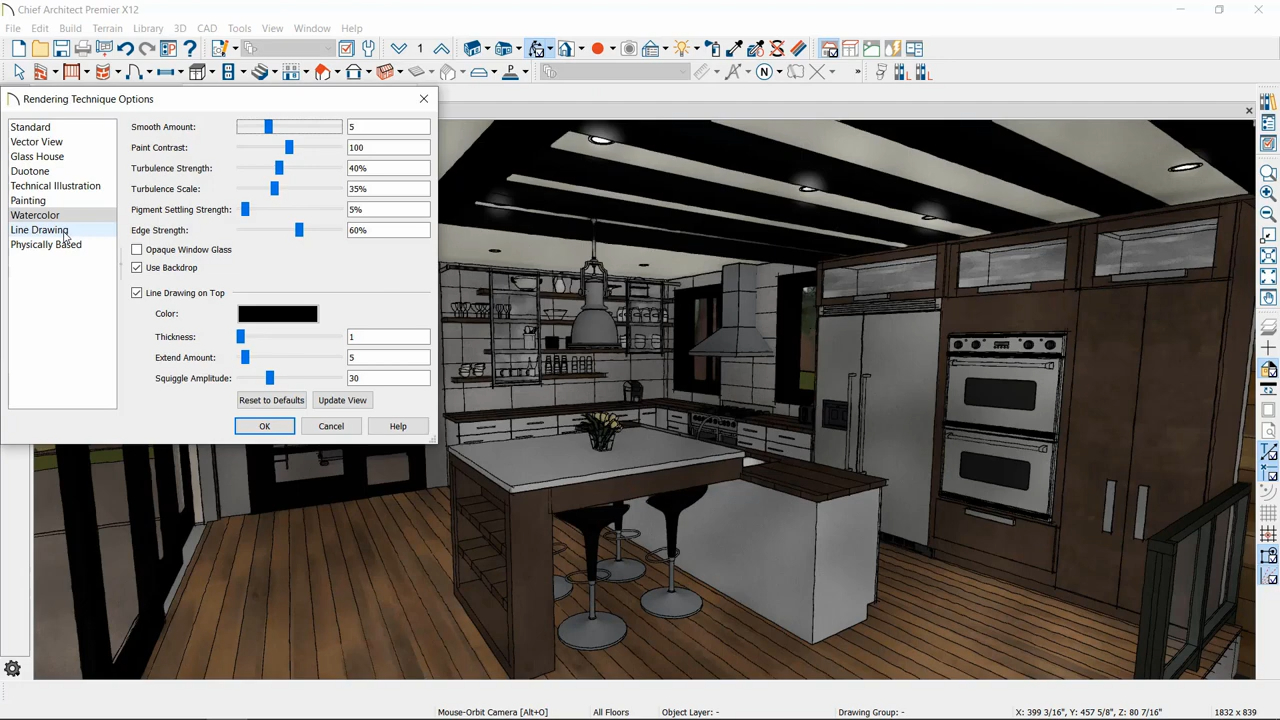 Chief Architect Premier X12
File Edit Build Terrain Library 3D CAD Tools View Window Help
1
Rendering Technique Options
Standard
Vector View
Glass House
Duotone
Technical Illustration
Painting
Watercolor
Line Drawing
Physically Based
Smooth Amount: 5
Paint Contrast: 100
Turbulence Strength: 40%
Turbulence Scale: 35%
Pigment Settling Strength: 5%
Edge Strength: 60%
Opaque Window Glass
Use Backdrop
Line Drawing on Top
Color:
Thickness: 1
Extend Amount: 5
Squiggle Amplitude: 30
Reset to Defaults Update View
OK Cancel Help
Mouse-Orbit Camera [Alt+O] All Floors Object Layer: - Drawing Group: - X: 399 3/16", Y: 457 5/8", Z: 80 7/16" 1832 x 839